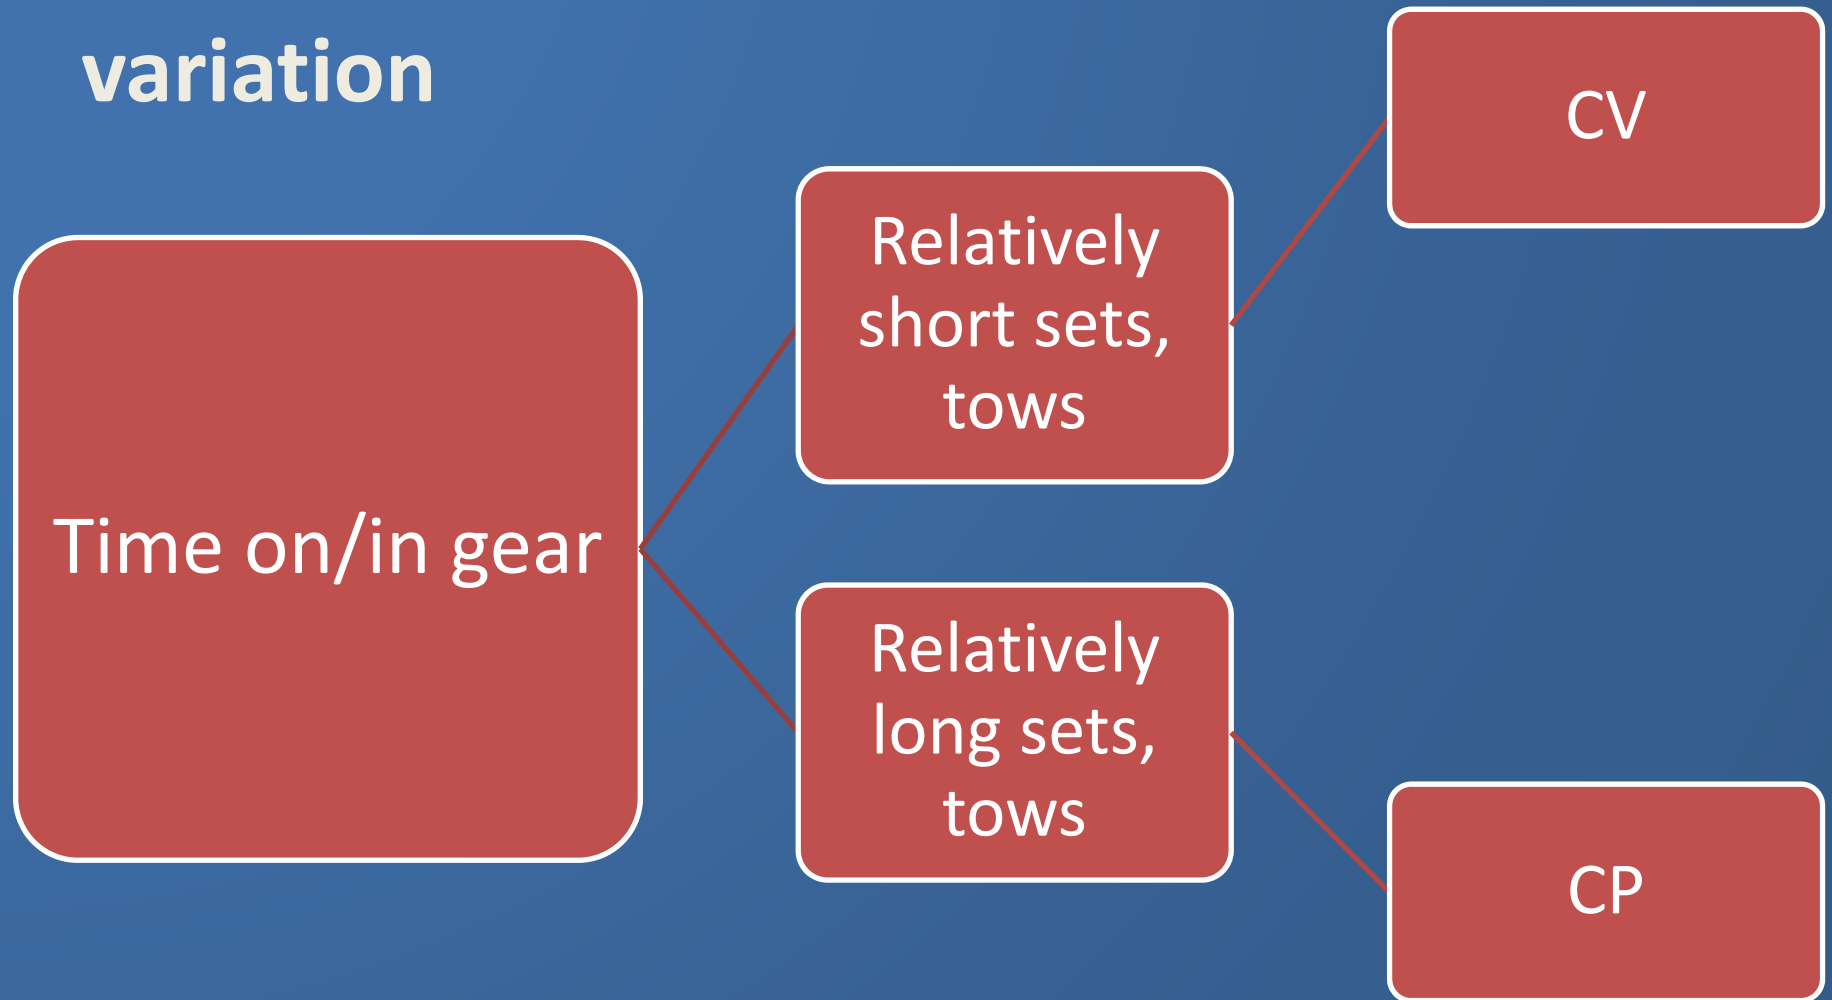 variation
Time on/in gear
Relatively
short sets,
tows
CV
Relatively
long sets,
tows
CP